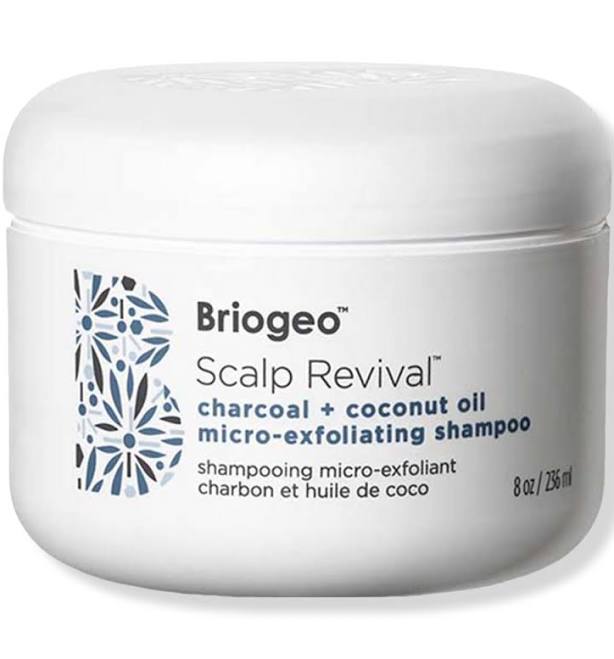 Briogeo™
Scalp Revival™
charcoal + coconut oil
micro-exfoliating shampoo
shampooing micro-exfoliant
charbon et huile de coco
8 oz / 236 ml